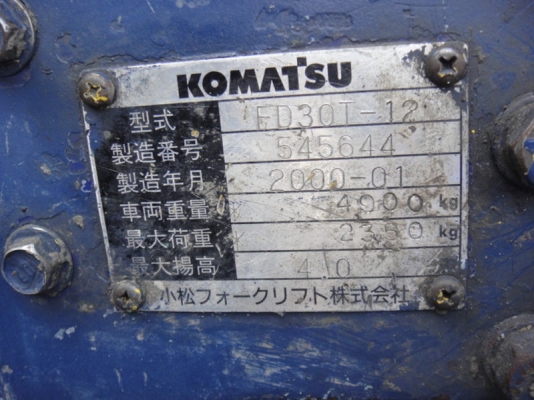 KOMATSU
型式 FD30T-12
製造番号 545644
製造年月 2000-01
車両重量 4900 kg
最大荷重 kg
最大揚高 4.0
小松フォークリフト株式会社